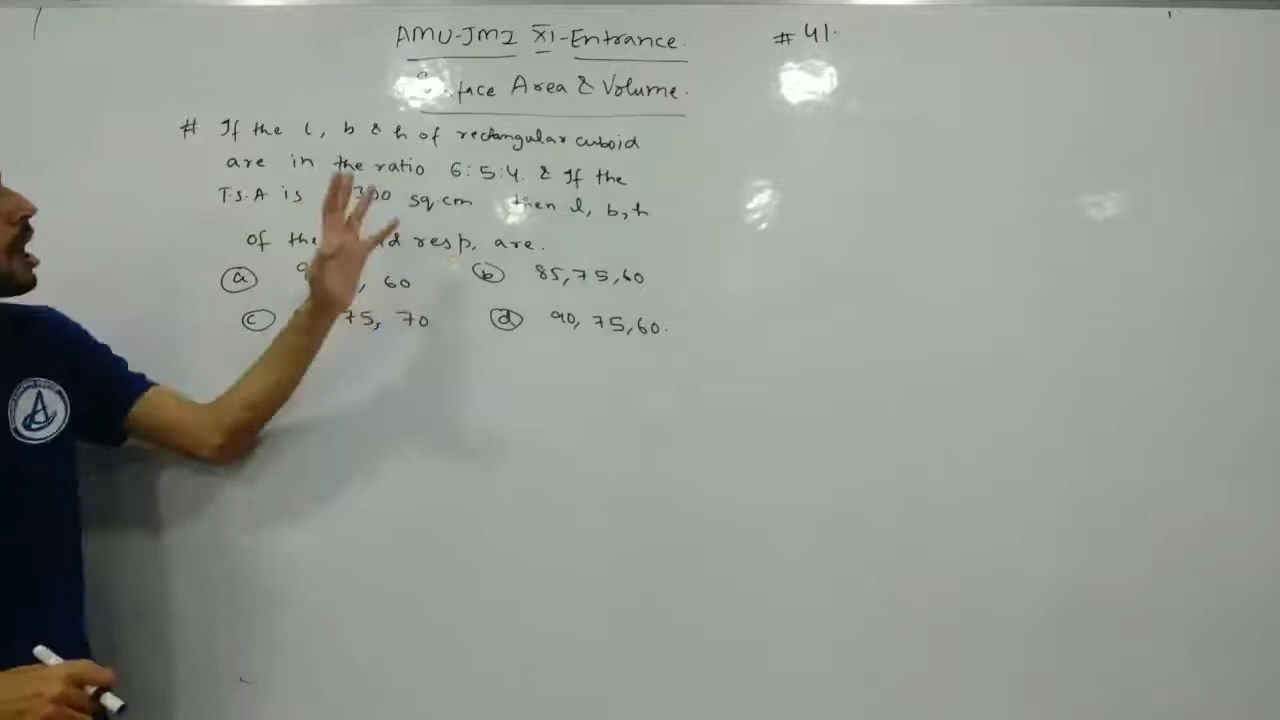 AMU-JMI XI-Entrance.
# 41.
face Area & Volume.
# If the l, b & h of rectangular cuboid
are in the ratio 6:5:4. & If the
T.S.A is 300 sq.cm then l, b, h
of the resp. are.
(a) 60 (b) 85, 75, 60
(c) 75, 70 (d) 90, 75, 60.